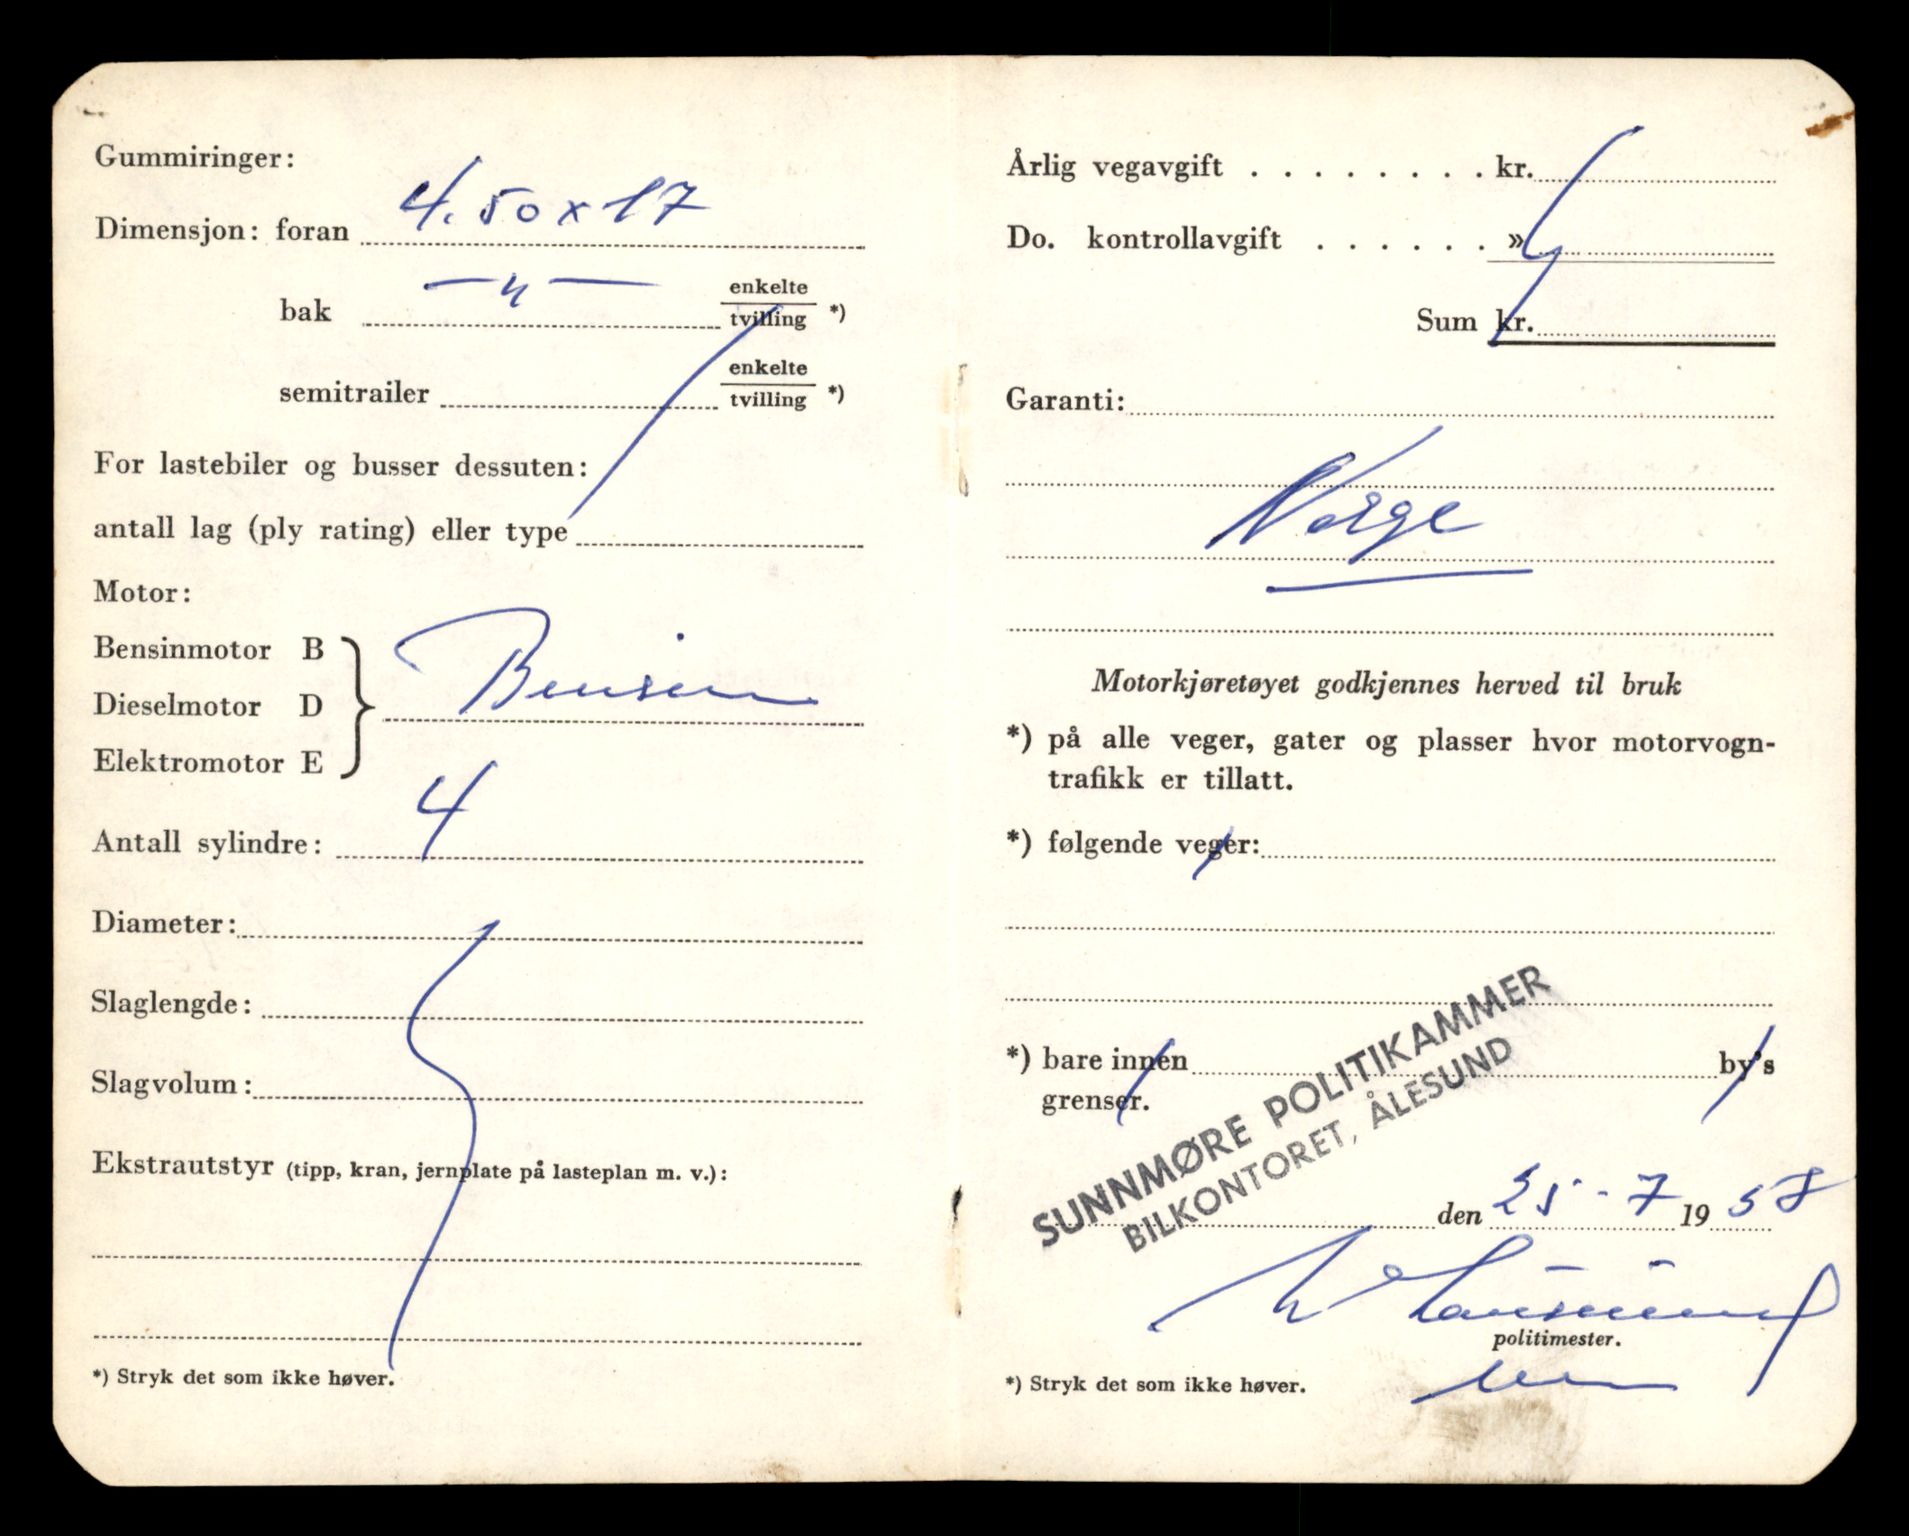 Gummiringer:
Dimensjon: foran 4.50 x 17
bak — " — enkelte
tvilling *)
semitrailer enkelte
tvilling *)
For lastebiler og busser dessuten:
antall lag (ply rating) eller type
Motor:
Bensinmotor B
Dieselmotor D Bensin
Elektromotor E
Antall sylindre: 4
Diameter:
Slaglengde:
Slagvolum:
Ekstrautstyr (tipp, kran, jernplate på lasteplan m. v.):
*) Stryk det som ikke høver.
Årlig vegavgift . . . . . . . . kr.
Do. kontrollavgift . . . . . . »
Sum kr.
Garanti:
Norge
Motorkjøretøyet godkjennes herved til bruk
*) på alle veger, gater og plasser hvor motorvogn-
trafikk er tillatt.
*) følgende veger:
*) bare innen by's
grenser.
SUNNMØRE POLITIKAMMER
BILKONTORET, ÅLESUND
den 25-7 1958
politimester.
*) Stryk det som ikke høver.